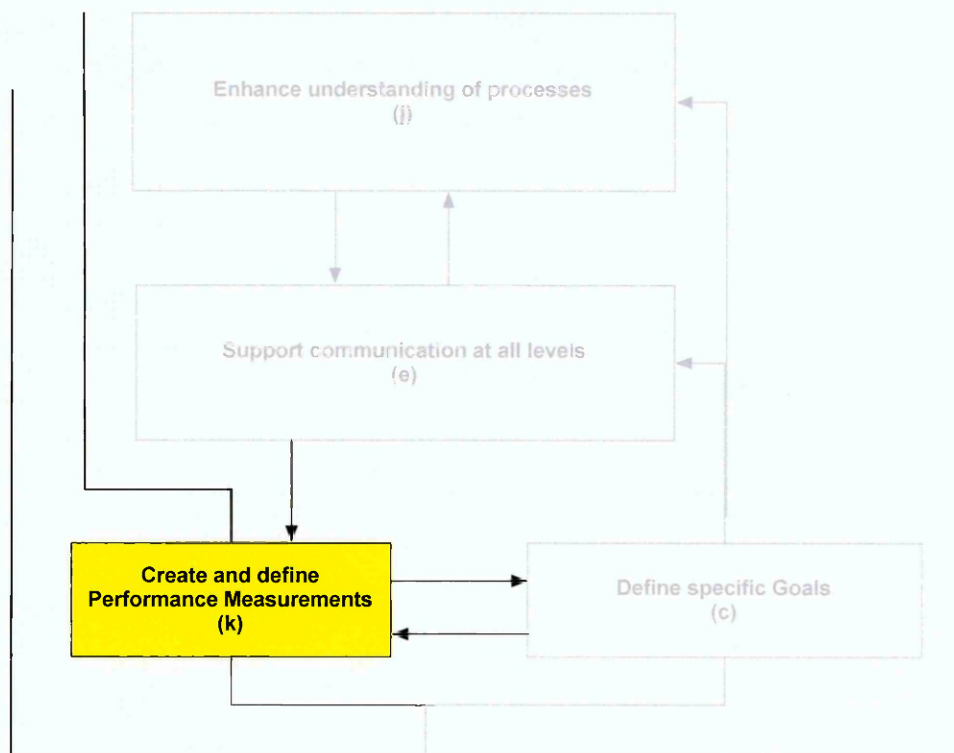 Enhance understanding of processes
(j)
Support communication at all levels
(e)
Create and define
Performance Measurements
(k)
Define specific Goals
(c)